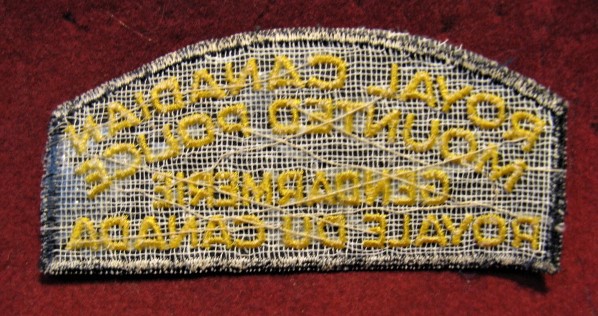 ROYAL CANADIAN
MOUNTED POLICE
GENDARMERIE
ROYALE DU CANADA